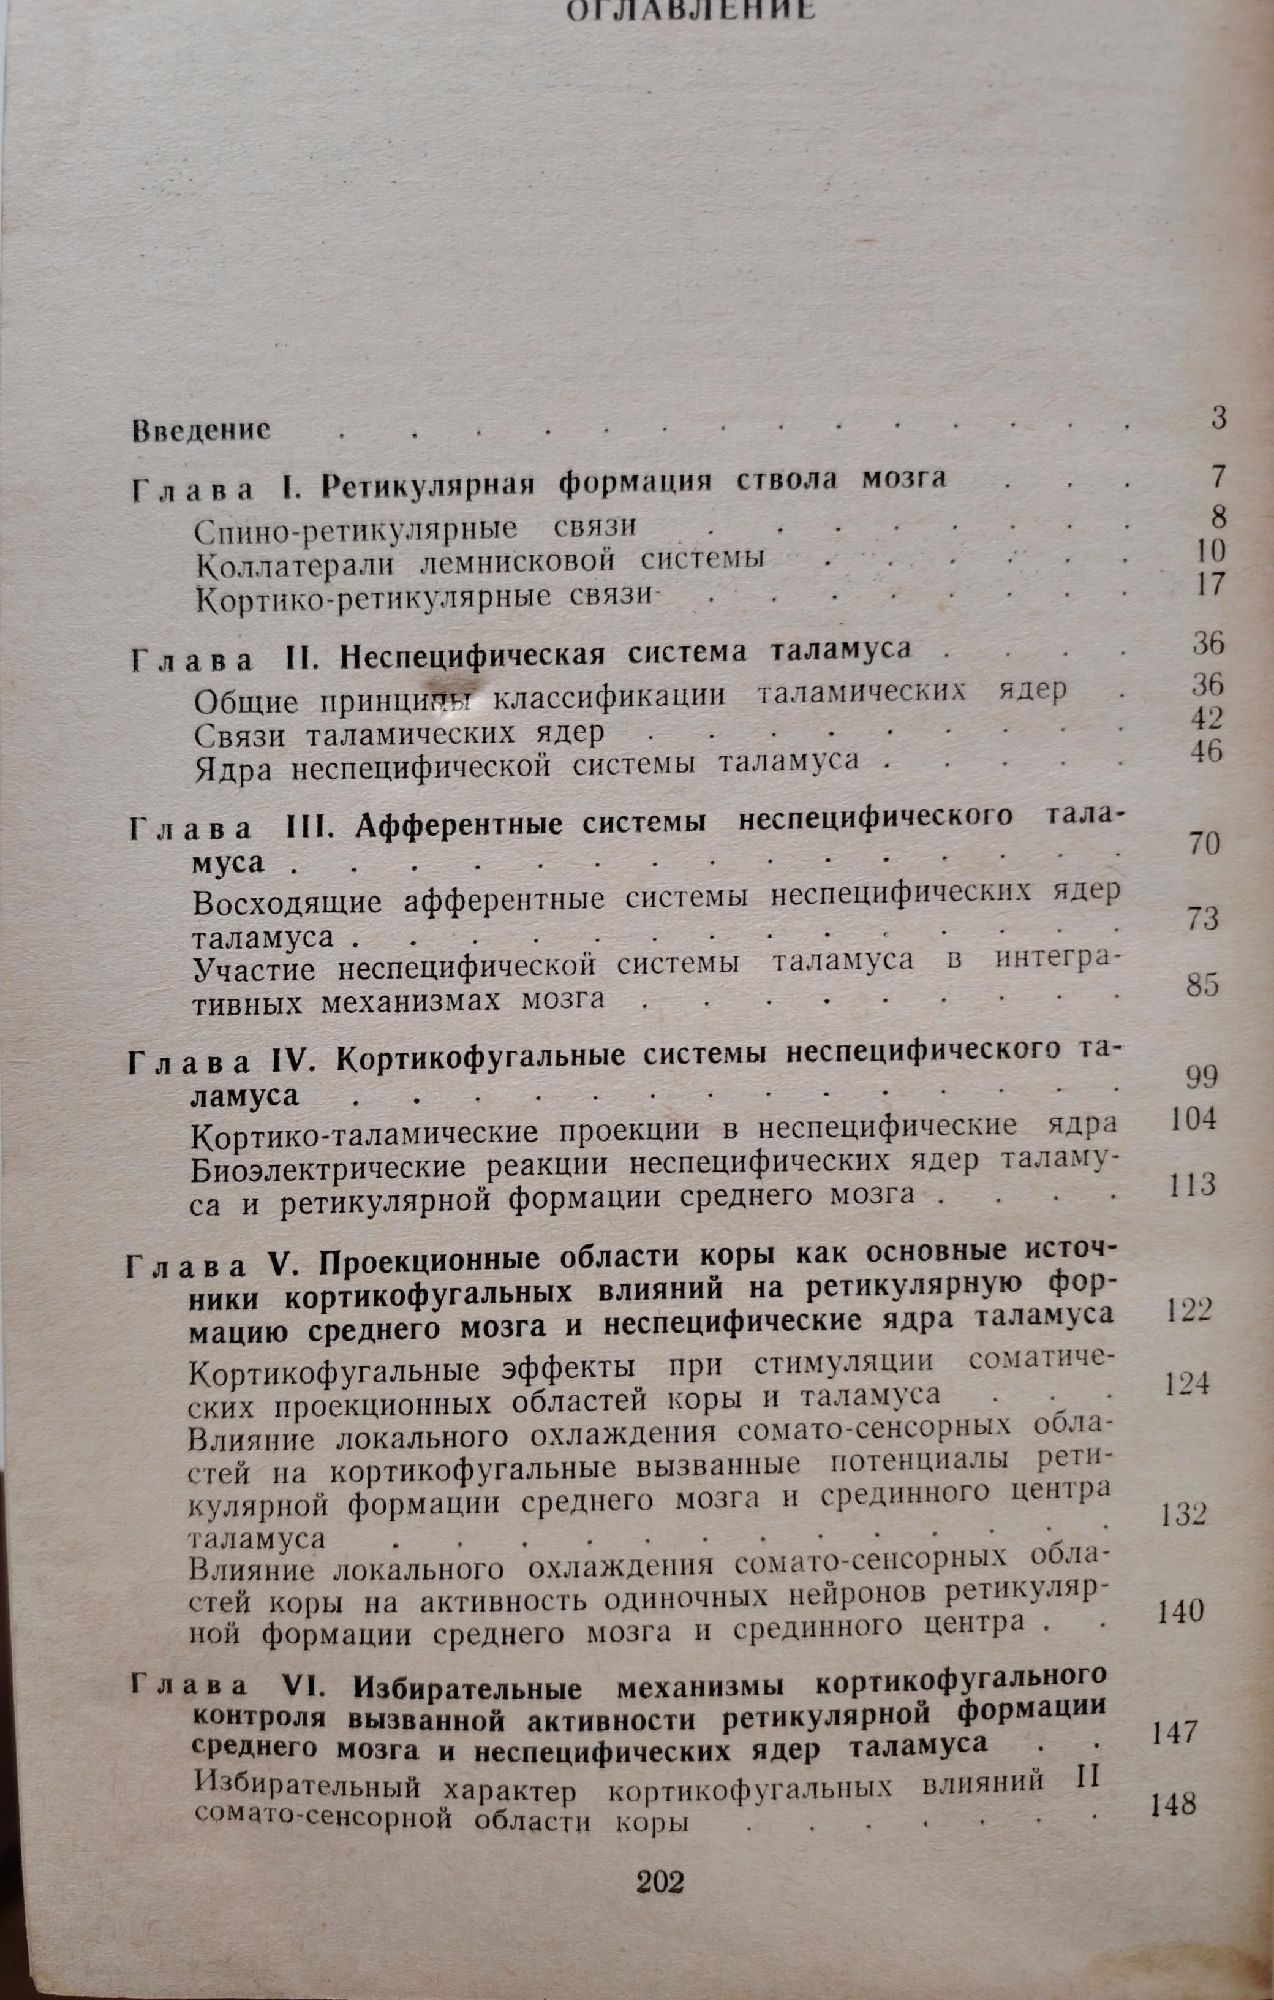 ОГЛАВЛЕНИЕ
Введение . . . . . . . . . . . . . 3
Глава I. Ретикулярная формация ствола мозга . . . 7
Спино-ретикулярные связи . . . . . . . . 8
Коллатерали лемнисковой системы . . . . . . 10
Кортико-ретикулярные связи . . . . . . . . 17
Глава II. Неспецифическая система таламуса . . . . 36
Общие принципы классификации таламических ядер . 36
Связи таламических ядер . . . . . . . . . 42
Ядра неспецифической системы таламуса . . . . . 46
Глава III. Афферентные системы неспецифического тала-
муса . . . . . . . . . . . . . . 70
Восходящие афферентные системы неспецифических ядер
таламуса . . . . . . . . . . . . . 73
Участие неспецифической системы таламуса в интегра-
тивных механизмах мозга . . . . . . . . . 85
Глава IV. Кортикофугальные системы неспецифического та-
ламуса . . . . . . . . . . . . . 99
Кортико-таламические проекции в неспецифические ядра 104
Биоэлектрические реакции неспецифических ядер таламу-
са и ретикулярной формации среднего мозга . . . . 113
Глава V. Проекционные области коры как основные источ-
ники кортикофугальных влияний на ретикулярную фор-
мацию среднего мозга и неспецифические ядра таламуса 122
Кортикофугальные эффекты при стимуляции соматиче-
ских проекционных областей коры и таламуса . . . 124
Влияние локального охлаждения сомато-сенсорных обла-
стей на кортикофугальные вызванные потенциалы рети-
кулярной формации среднего мозга и срединного центра
таламуса . . . . . . . . . . . . . 132
Влияние локального охлаждения сомато-сенсорных обла-
стей коры на активность одиночных нейронов ретикуляр-
ной формации среднего мозга и срединного центра . . 140
Глава VI. Избирательные механизмы кортикофугального
контроля вызванной активности ретикулярной формации
среднего мозга и неспецифических ядер таламуса . . 147
Избирательный характер кортикофугальных влияний II
сомато-сенсорной области коры . . . . . . . 148
202